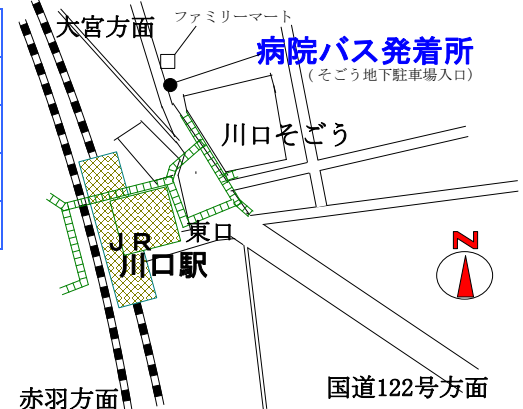 ファミリーマート
大宮方面
病院バス発着所
(そごう地下駐車場入口)
川口そごう
東口
JR
川口駅
N
国道122号方面
赤羽方面